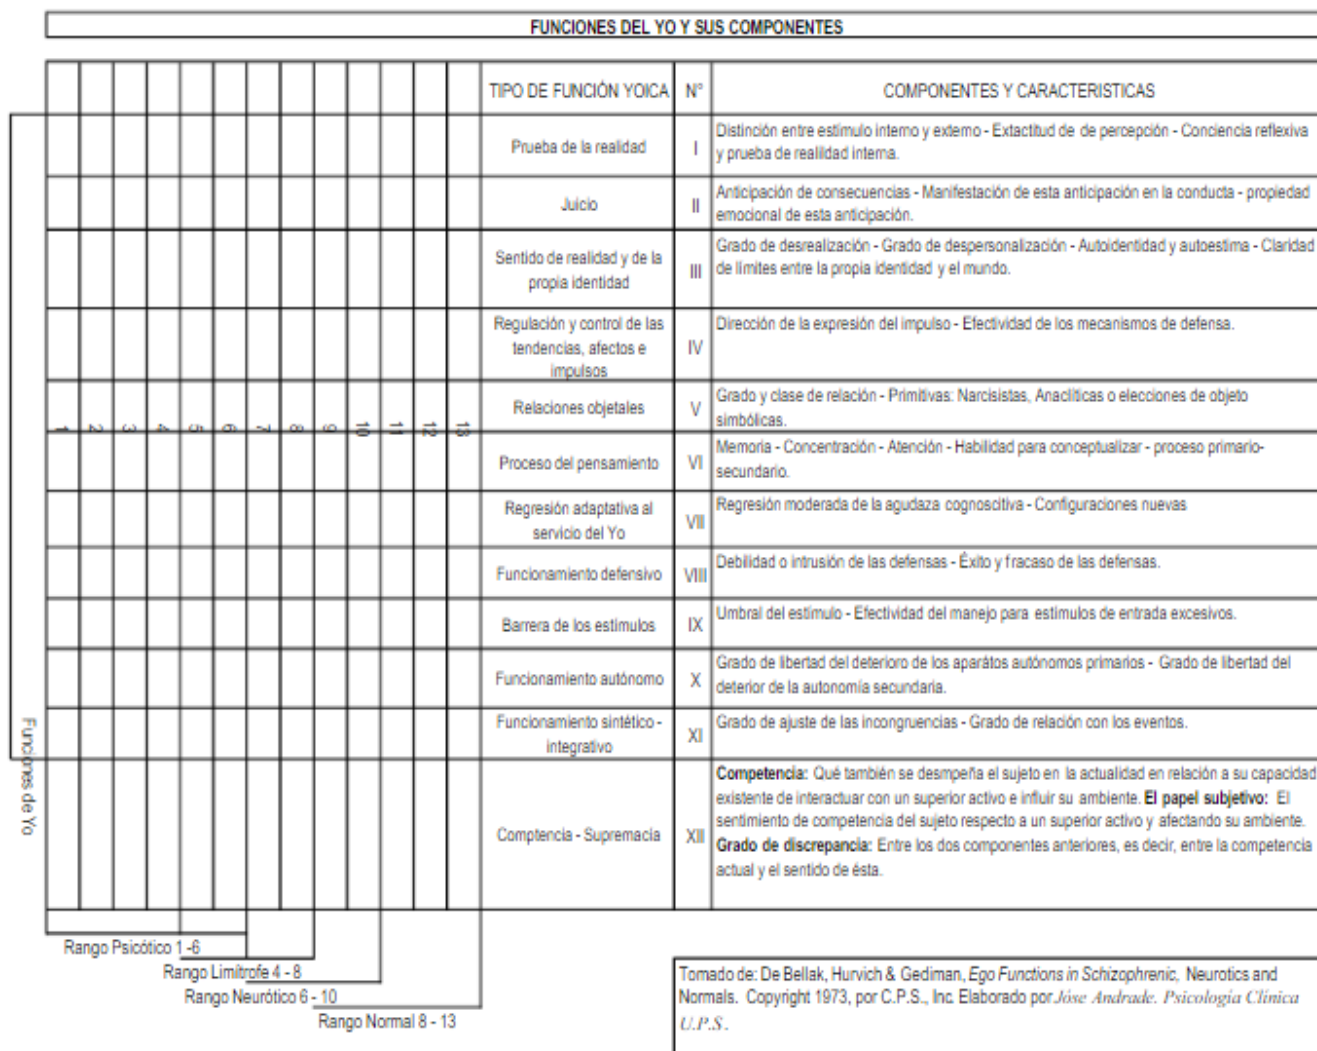 FUNCIONES DEL YO Y SUS COMPONENTES
TIPO DE FUNCIÓN YOICA N° COMPONENTES Y CARACTERISTICAS
Prueba de la realidad I Distinción entre estímulo interno y externo - Extactitud de de percepción - Conciencia reflexiva
y prueba de realildad interna.
Juicio II Anticipación de consecuencias - Manifestación de esta anticipación en la conducta - propiedad
emocional de esta anticipación.
Sentido de realidad y de la
propia identidad
III
Grado de desrealización - Grado de despersonalización - Autoidentidad y autoestima - Claridad
de límites entre la propia identidad y el mundo.
Regulación y control de las
tendencias, afectos e
impulsos
IV
Dirección de la expresión del impulso - Efectividad de los mecanismos de defensa.
Relaciones objetales V Grado y clase de relación - Primitivas: Narcisistas, Anaclíticas o elecciones de objeto
simbólicas.
1 2 3 4 5 6 7 8 9 10 11 12 13
Proceso del pensamiento VI Memoria - Concentración - Atención - Habilidad para conceptualizar - proceso primario-
secundario.
Regresión adaptativa al
servicio del Yo
VII
Regresión moderada de la agudaza cognoscitiva - Configuraciones nuevas
Funcionamiento defensivo VIII Debilidad o intrusión de las defensas - Éxito y fracaso de las defensas.
Barrera de los estímulos IX Umbral del estímulo - Efectividad del manejo para estímulos de entrada excesivos.
Funcionamiento autónomo X Grado de libertad del deterioro de los aparátos autónomos primarios - Grado de libertad del
deterior de la autonomía secundaria.
Funcionamiento sintético -
integrativo
XI
Grado de ajuste de las incongruencias - Grado de relación con los eventos.
Comptencia - Supremacía XII
Competencia: Qué también se desmpeña el sujeto en la actualidad en relación a su capacidad
existente de interactuar con un superior activo e influir su ambiente. El papel subjetivo: El
sentimiento de competencia del sujeto respecto a un superior activo y afectando su ambiente.
Grado de discrepancia: Entre los dos componentes anteriores, es decir, entre la competencia
actual y el sentido de ésta.
Funciones de Yo
Rango Psicótico 1 -6
Rango Limítrofe 4 - 8
Rango Neurótico 6 - 10
Rango Normal 8 - 13
Tomado de: De Bellak, Hurvich & Gediman, Ego Functions in Schizophrenic, Neurotics and
Normals. Copyright 1973, por C.P.S., Inc. Elaborado por Jóse Andrade. Psicología Clínica
U.P.S.